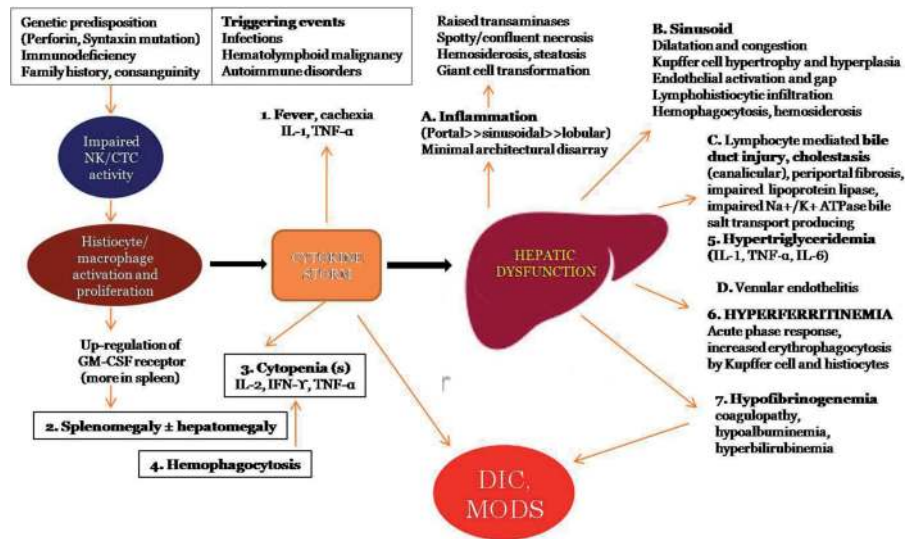 Genetic predisposition
(Perforin, Syntaxin mutation)
Immunodeficiency
Family history, consanguinity
Triggering events
Infections
Hematolymphoid malignancy
Autoimmune disorders
Impaired
NK/CTC
activity
Histiocyte/
macrophage
activation and
proliferation
Up-regulation of
GM-CSF receptor
(more in spleen)
2. Splenomegaly ± hepatomegaly
1. Fever, cachexia
IL-1, TNF-α
CYTOKINE
STORM
3. Cytopenia (s)
IL-2, IFN-ϒ, TNF-α
4. Hemophagocytosis
Raised transaminases
Spotty/confluent necrosis
Hemosiderosis, steatosis
Giant cell transformation
A. Inflammation
(Portal>>sinusoidal>>lobular)
Minimal architectural disarray
HEPATIC
DYSFUNCTION
B. Sinusoid
Dilatation and congestion
Kupffer cell hypertrophy and hyperplasia
Endothelial activation and gap
Lymphohistiocytic infiltration
Hemophagocytosis, hemosiderosis
C. Lymphocyte mediated bile
duct injury, cholestasis
(canalicular), periportal fibrosis,
impaired lipoprotein lipase,
impaired Na+/K+ ATPase bile
salt transport producing
5. Hypertriglyceridemia
(IL-1, TNF-α, IL-6)
D. Venular endothelitis
6. HYPERFERRITINEMIA
Acute phase response,
increased erythrophagocytosis
by Kupffer cell and histiocytes
7. Hypofibrinogenemia
coagulopathy,
hypoalbuminemia,
hyperbilirubinemia
DIC,
MODS